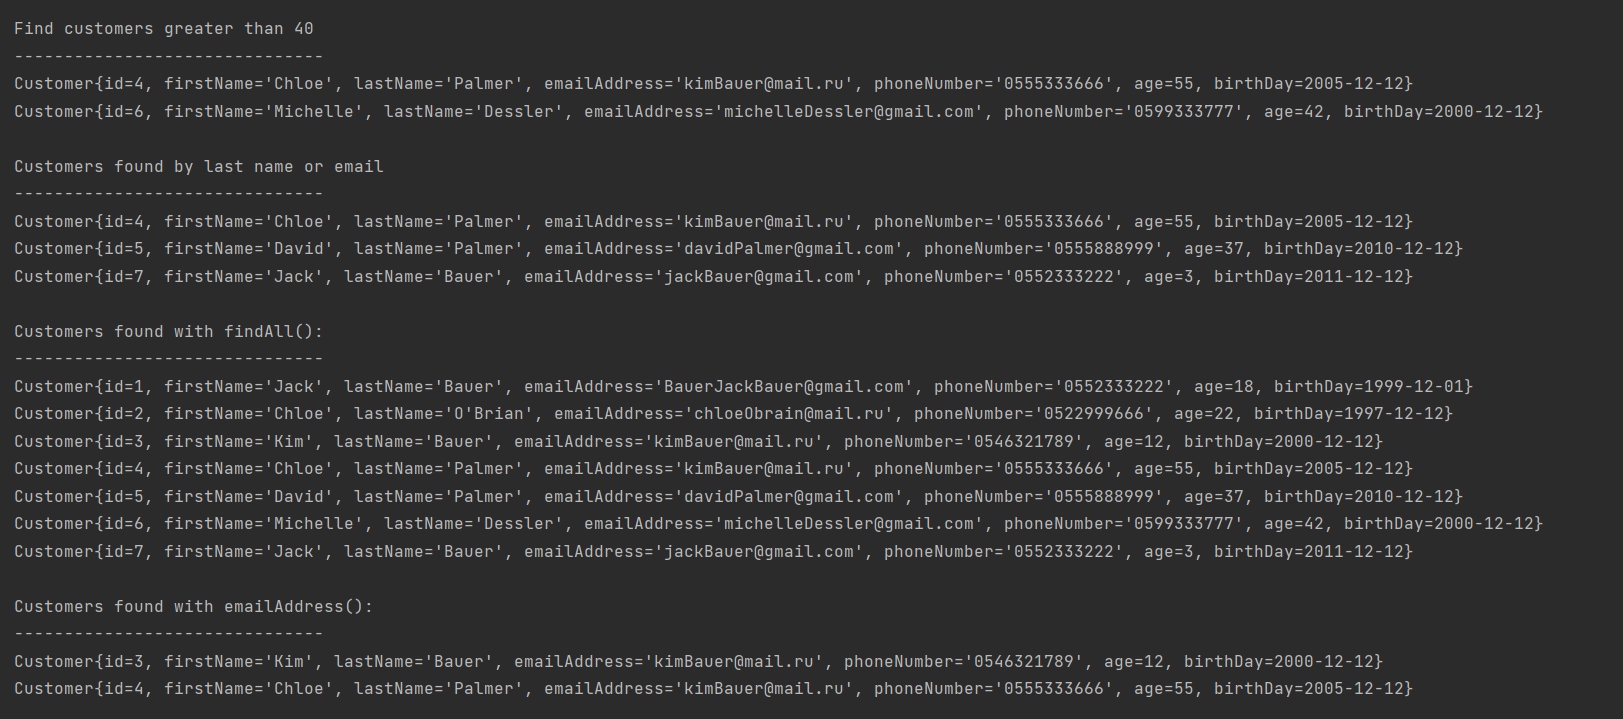 Find customers greater than 40
-------------------------------
Customer{id=4, firstName='Chloe', lastName='Palmer', emailAddress='kimBauer@mail.ru', phoneNumber='0555333666', age=55, birthDay=2005-12-12}
Customer{id=6, firstName='Michelle', lastName='Dessler', emailAddress='michelleDessler@gmail.com', phoneNumber='0599333777', age=42, birthDay=2000-12-12}
Customers found by last name or email
-------------------------------
Customer{id=4, firstName='Chloe', lastName='Palmer', emailAddress='kimBauer@mail.ru', phoneNumber='0555333666', age=55, birthDay=2005-12-12}
Customer{id=5, firstName='David', lastName='Palmer', emailAddress='davidPalmer@gmail.com', phoneNumber='0555888999', age=37, birthDay=2010-12-12}
Customer{id=7, firstName='Jack', lastName='Bauer', emailAddress='jackBauer@gmail.com', phoneNumber='0552333222', age=3, birthDay=2011-12-12}
Customers found with findAll():
-------------------------------
Customer{id=1, firstName='Jack', lastName='Bauer', emailAddress='BauerJackBauer@gmail.com', phoneNumber='0552333222', age=18, birthDay=1999-12-01}
Customer{id=2, firstName='Chloe', lastName='O'Brian', emailAddress='chloeObrain@mail.ru', phoneNumber='0522999666', age=22, birthDay=1997-12-12}
Customer{id=3, firstName='Kim', lastName='Bauer', emailAddress='kimBauer@mail.ru', phoneNumber='0546321789', age=12, birthDay=2000-12-12}
Customer{id=4, firstName='Chloe', lastName='Palmer', emailAddress='kimBauer@mail.ru', phoneNumber='0555333666', age=55, birthDay=2005-12-12}
Customer{id=5, firstName='David', lastName='Palmer', emailAddress='davidPalmer@gmail.com', phoneNumber='0555888999', age=37, birthDay=2010-12-12}
Customer{id=6, firstName='Michelle', lastName='Dessler', emailAddress='michelleDessler@gmail.com', phoneNumber='0599333777', age=42, birthDay=2000-12-12}
Customer{id=7, firstName='Jack', lastName='Bauer', emailAddress='jackBauer@gmail.com', phoneNumber='0552333222', age=3, birthDay=2011-12-12}
Customers found with emailAddress():
-------------------------------
Customer{id=3, firstName='Kim', lastName='Bauer', emailAddress='kimBauer@mail.ru', phoneNumber='0546321789', age=12, birthDay=2000-12-12}
Customer{id=4, firstName='Chloe', lastName='Palmer', emailAddress='kimBauer@mail.ru', phoneNumber='0555333666', age=55, birthDay=2005-12-12}